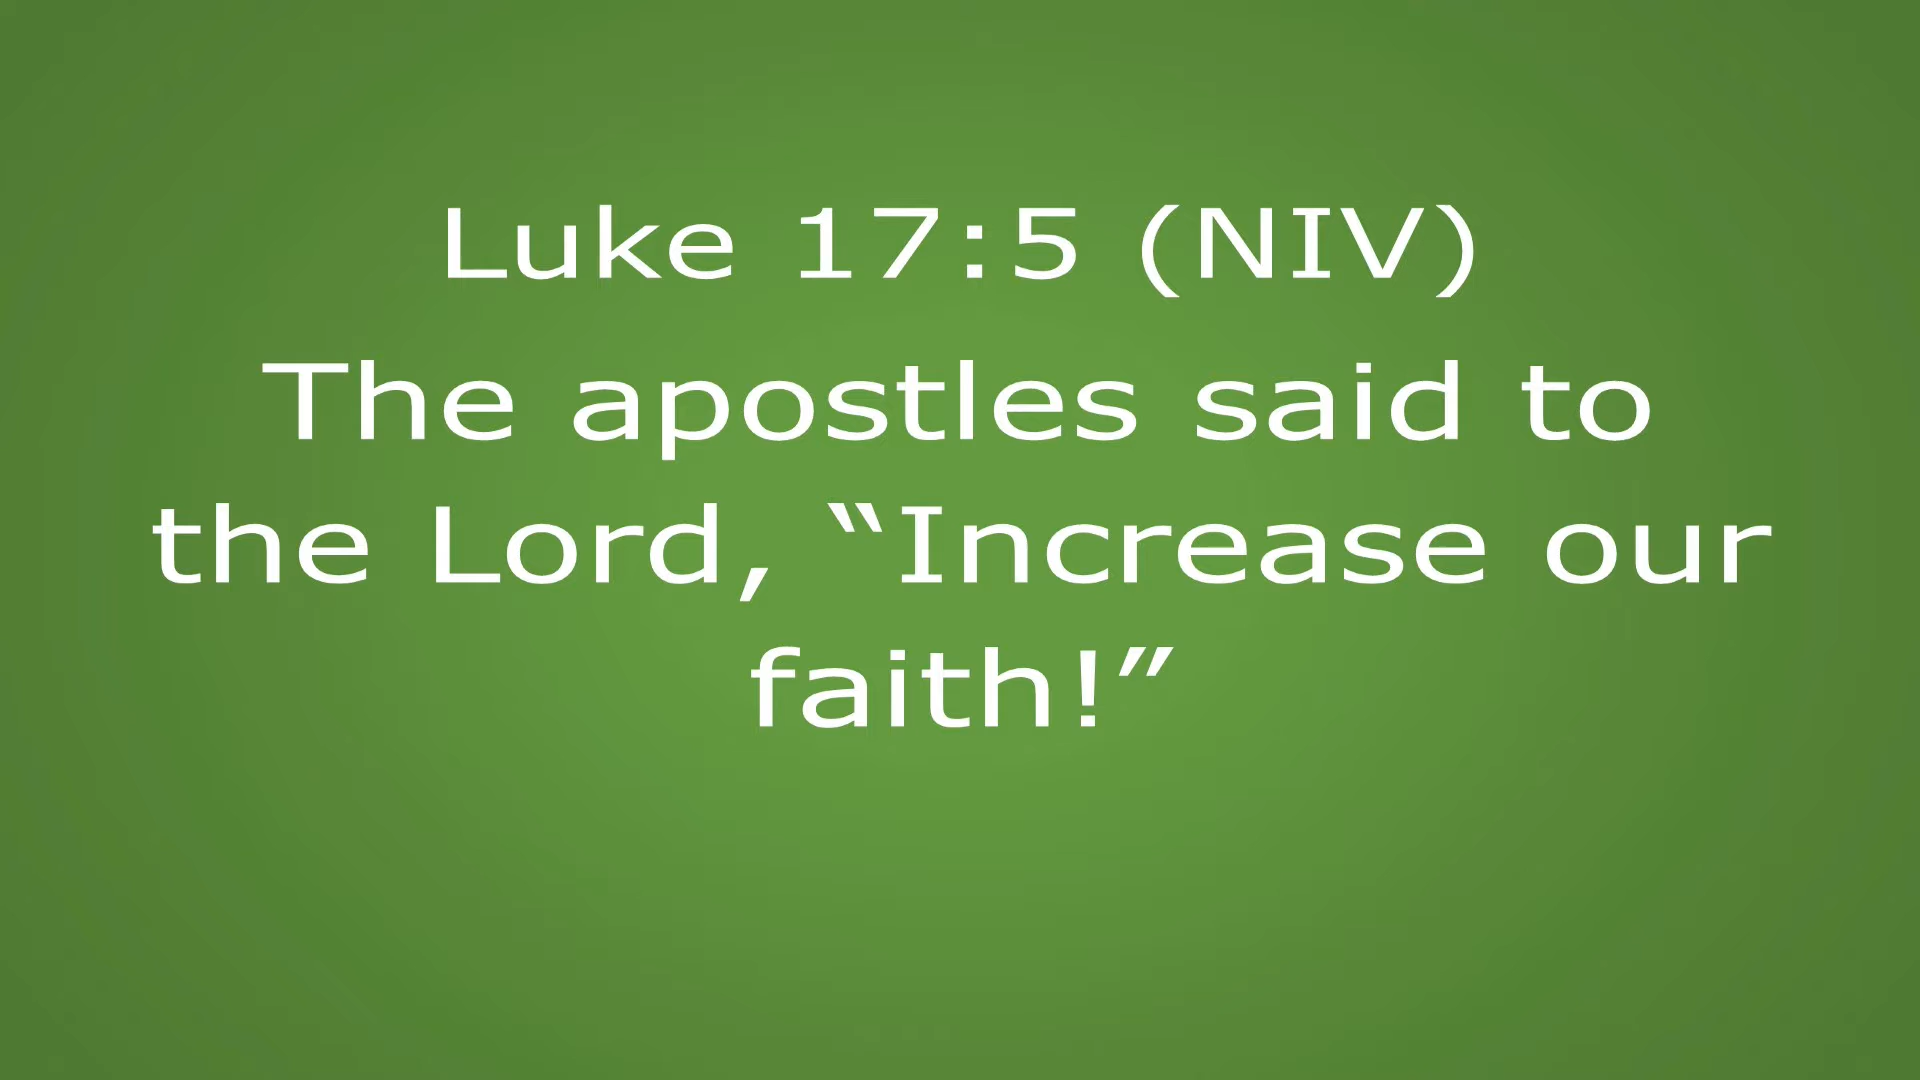 Luke 17:5 (NIV)
The apostles said to
the Lord, “Increase our
faith!”